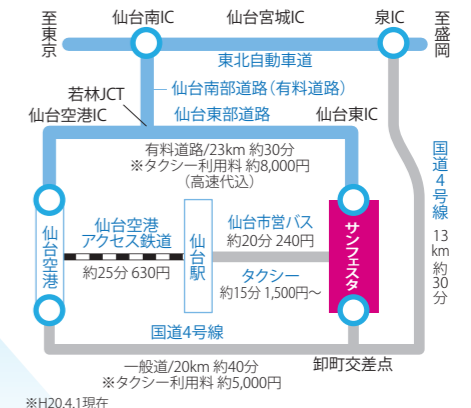 至東京
仙台南IC
仙台宮城IC
泉IC
至盛岡
東北自動車道
仙台南部道路(有料道路)
若林JCT
仙台空港IC
仙台東部道路
仙台東IC
有料道路/23km 約30分
※タクシー利用料 約8,000円
(高速代込)
国道4号線 13km 約30分
仙台空港
仙台空港
アクセス鉄道
約25分 630円
仙台駅
仙台市営バス
約20分 240円
タクシー
約15分 1,500円～
サンフェスタ
国道4号線
一般道/20km 約40分
※タクシー利用料 約5,000円
卸町交差点
※H20.4.1現在